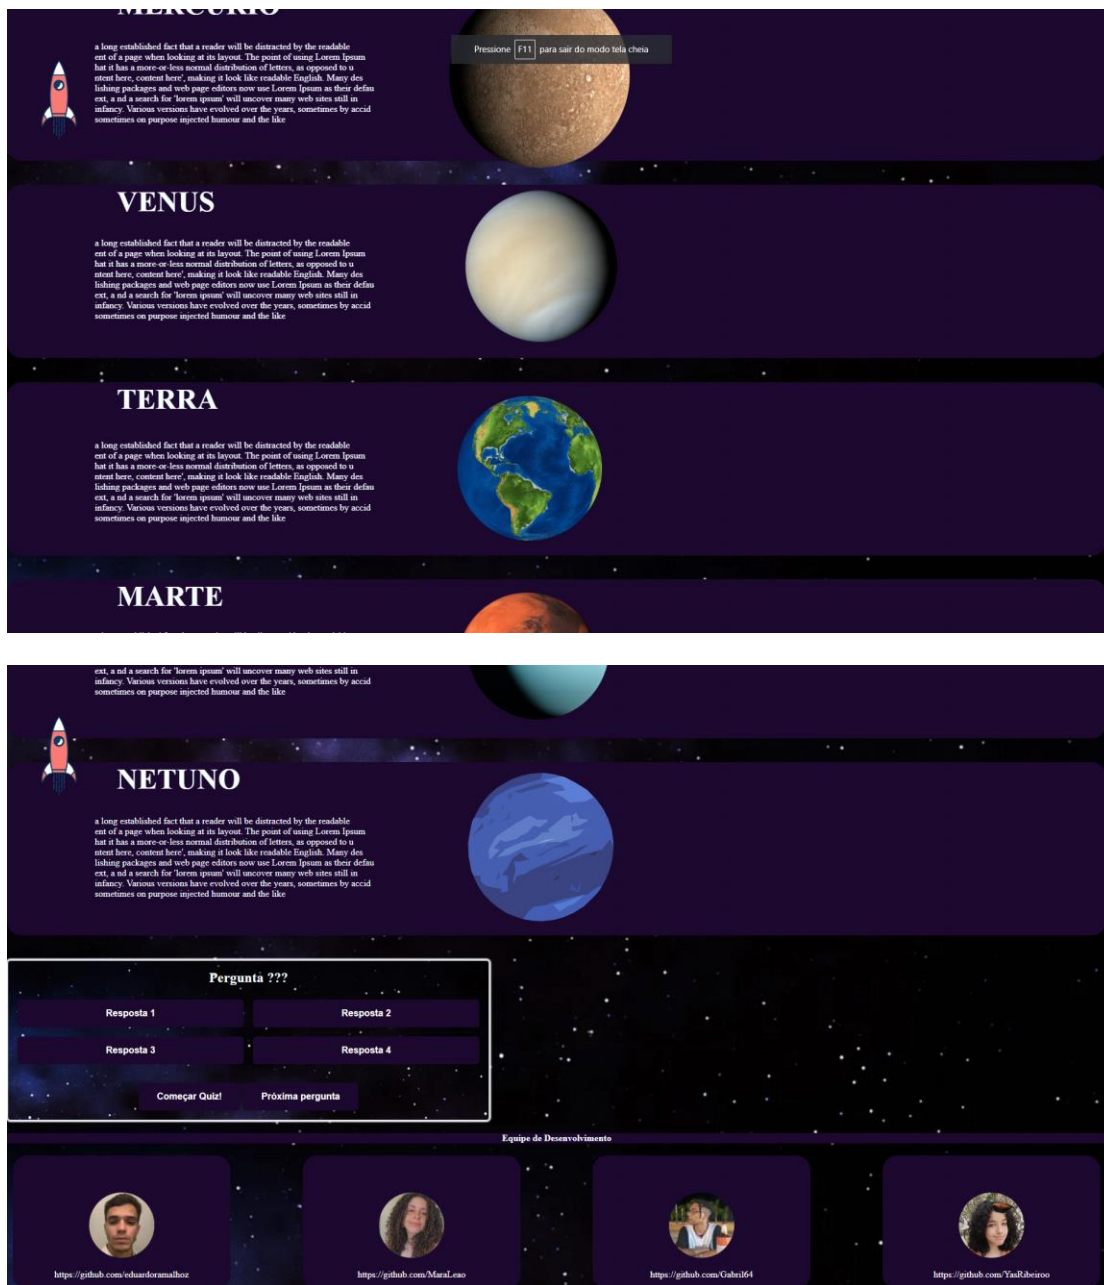 MERCURIO
a long established fact that a reader will be distracted by the readable
ent of a page when looking at its layout. The point of using Lorem Ipsum
hat it has a more-or-less normal distribution of letters, as opposed to u
ntent here, content here', making it look like readable English. Many des
lishing packages and web page editors now use Lorem Ipsum as their defau
ext, a nd a search for 'lorem ipsum' will uncover many web sites still in
infancy. Various versions have evolved over the years, sometimes by accid
sometimes on purpose injected humour and the like
Pressione F11 para sair do modo tela cheia
VENUS
a long established fact that a reader will be distracted by the readable
ent of a page when looking at its layout. The point of using Lorem Ipsum
hat it has a more-or-less normal distribution of letters, as opposed to u
ntent here, content here', making it look like readable English. Many des
lishing packages and web page editors now use Lorem Ipsum as their defau
ext, a nd a search for 'lorem ipsum' will uncover many web sites still in
infancy. Various versions have evolved over the years, sometimes by accid
sometimes on purpose injected humour and the like
TERRA
a long established fact that a reader will be distracted by the readable
ent of a page when looking at its layout. The point of using Lorem Ipsum
hat it has a more-or-less normal distribution of letters, as opposed to u
ntent here, content here', making it look like readable English. Many des
lishing packages and web page editors now use Lorem Ipsum as their defau
ext, a nd a search for 'lorem ipsum' will uncover many web sites still in
infancy. Various versions have evolved over the years, sometimes by accid
sometimes on purpose injected humour and the like
MARTE
ext, a nd a search for 'lorem ipsum' will uncover many web sites still in
infancy. Various versions have evolved over the years, sometimes by accid
sometimes on purpose injected humour and the like
NETUNO
a long established fact that a reader will be distracted by the readable
ent of a page when looking at its layout. The point of using Lorem Ipsum
hat it has a more-or-less normal distribution of letters, as opposed to u
ntent here, content here', making it look like readable English. Many des
lishing packages and web page editors now use Lorem Ipsum as their defau
ext, a nd a search for 'lorem ipsum' will uncover many web sites still in
infancy. Various versions have evolved over the years, sometimes by accid
sometimes on purpose injected humour and the like
Pergunta ???
Resposta 1
Resposta 2
Resposta 3
Resposta 4
Começar Quiz!
Próxima pergunta
Equipe de Desenvolvimento
https://github.com/eduardoramalhoz
https://github.com/MaraLeao
https://github.com/Gabril64
https://github.com/YasRibeiroo